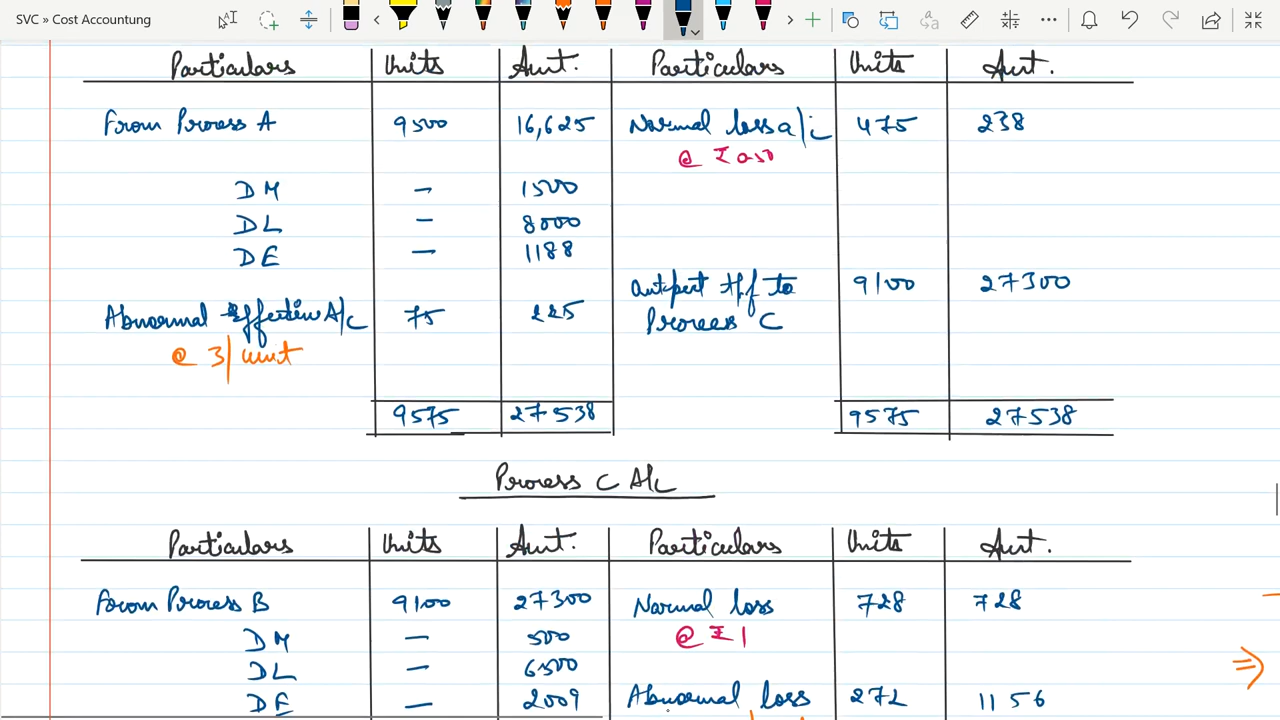 SVC » Cost Accountung
Particulars Units Amt. Particulars Units Amt.
From Process A 9500 16,625 Normal loss a/c 475 238
@ ₹ 0.50
DM - 1500
DL - 8000
DE - 1188
output t/f to 9100 27300
Abnormal Effective A/c 75 225 Process C
@ 3/unit
9575 27538 9575 27538
Process C A/c
Particulars Units Amt. Particulars Units Amt.
From Process B 9100 27300 Normal loss 728 728
DM - 500 @ ₹ 1
DL - 6500
DE - 2009 Abnormal loss 272 1156